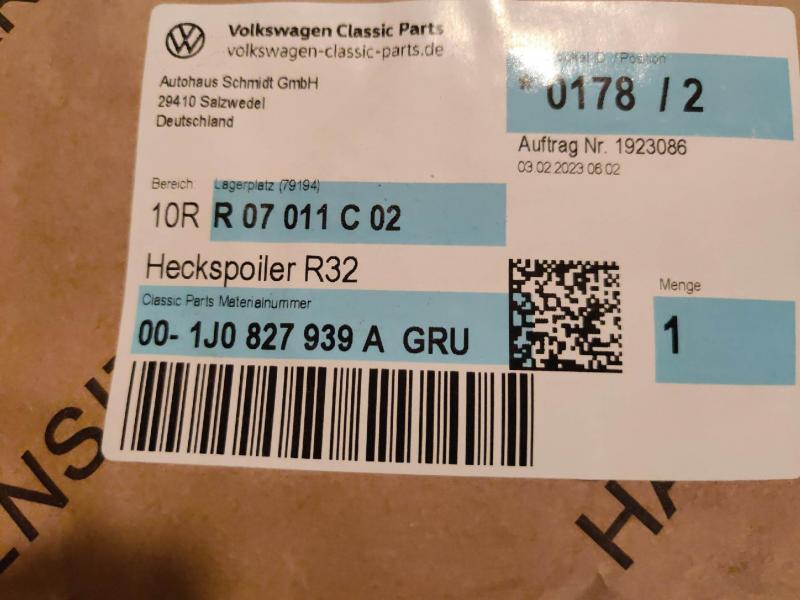 Volkswagen Classic Parts
volkswagen-classic-parts.de
Autohaus Schmidt GmbH
29410 Salzwedel
Deutschland
/Position
* 0178 / 2
Auftrag Nr. 1923086
03.02.2023 06:02
Bereich
Lagerplatz (79194)
10R R 07 011 C 02
Heckspoiler R32
Menge
1
Classic Parts Materialnummer
00- 1J0 827 939 A GRU